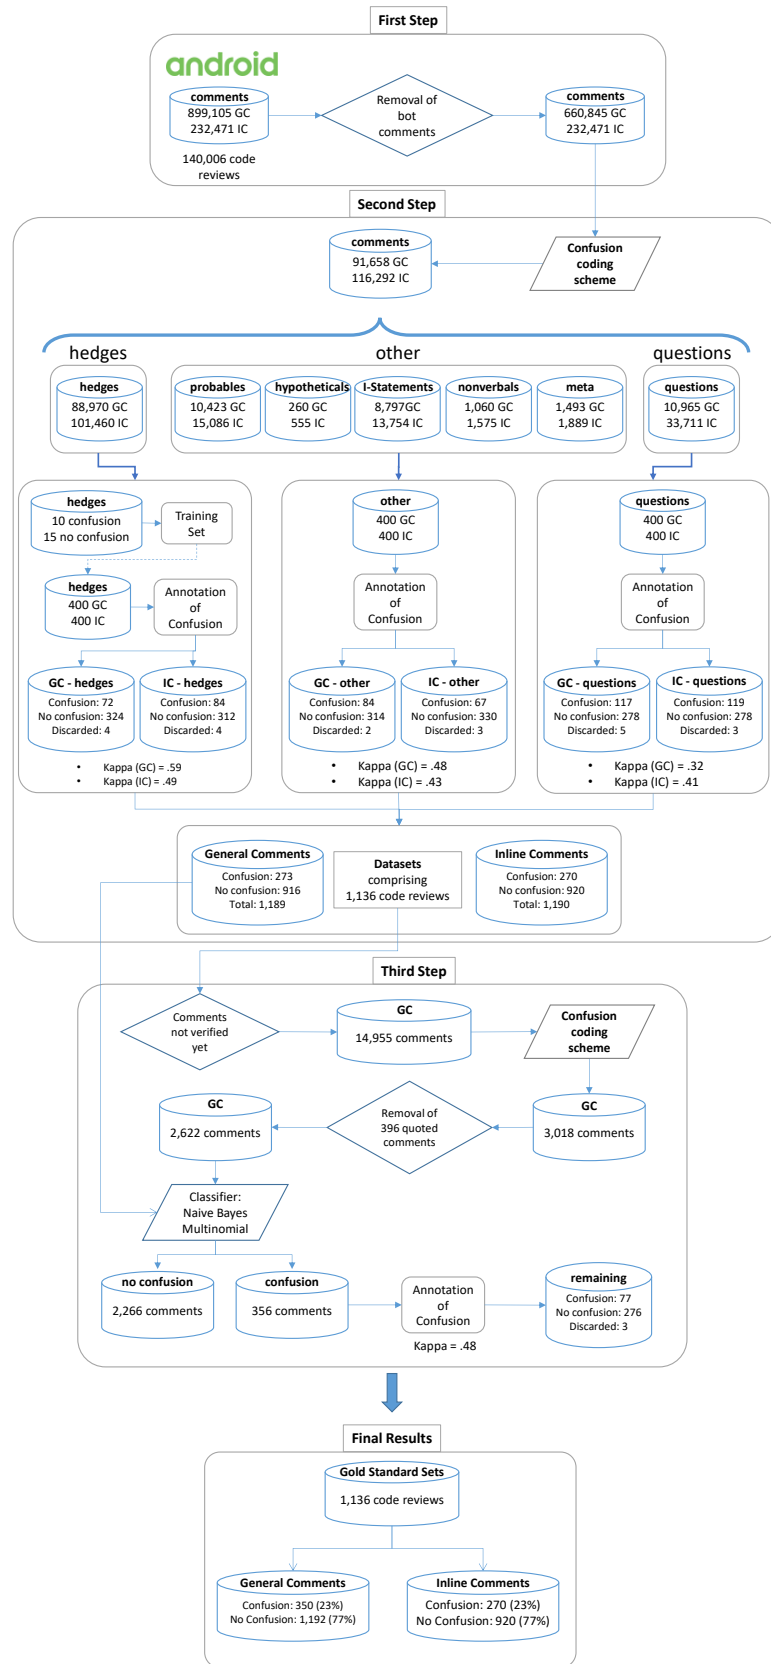 First Step
android
comments
899,105 GC
232,471 IC
140,006 code
reviews
Removal of
bot
comments
comments
660,845 GC
232,471 IC
Second Step
comments
91,658 GC
116,292 IC
Confusion
coding
scheme
hedges
other
questions
hedges
88,970 GC
101,460 IC
probables
10,423 GC
15,086 IC
hypotheticals
260 GC
555 IC
I-Statements
8,797GC
13,754 IC
nonverbals
1,060 GC
1,575 IC
meta
1,493 GC
1,889 IC
questions
10,965 GC
33,711 IC
hedges
10 confusion
15 no confusion
Training
Set
hedges
400 GC
400 IC
Annotation
of
Confusion
GC - hedges
Confusion: 72
No confusion: 324
Discarded: 4
IC - hedges
Confusion: 84
No confusion: 312
Discarded: 4
• Kappa (GC) = .59
• Kappa (IC) = .49
other
400 GC
400 IC
Annotation
of
Confusion
GC - other
Confusion: 84
No confusion: 314
Discarded: 2
IC - other
Confusion: 67
No confusion: 330
Discarded: 3
• Kappa (GC) = .48
• Kappa (IC) = .43
questions
400 GC
400 IC
Annotation
of
Confusion
GC - questions
Confusion: 117
No confusion: 278
Discarded: 5
IC - questions
Confusion: 119
No confusion: 278
Discarded: 3
• Kappa (GC) = .32
• Kappa (IC) = .41
General Comments
Confusion: 273
No confusion: 916
Total: 1,189
Datasets
comprising
1,136 code reviews
Inline Comments
Confusion: 270
No confusion: 920
Total: 1,190
Third Step
Comments
not verified
yet
GC
14,955 comments
Confusion
coding
scheme
GC
3,018 comments
Removal of
396 quoted
comments
GC
2,622 comments
Classifier:
Naive Bayes
Multinomial
no confusion
2,266 comments
confusion
356 comments
Annotation
of
Confusion
Kappa = .48
remaining
Confusion: 77
No confusion: 276
Discarded: 3
Final Results
Gold Standard Sets
1,136 code reviews
General Comments
Confusion: 350 (23%)
No Confusion: 1,192 (77%)
Inline Comments
Confusion: 270 (23%)
No Confusion: 920 (77%)